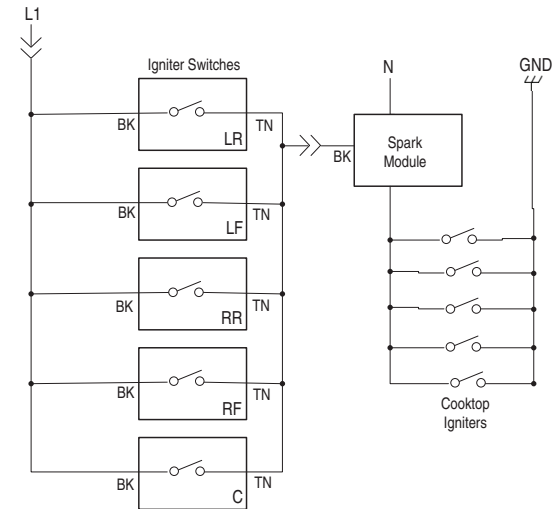 L1
Igniter Switches
BK
TN
LR
BK
TN
LF
BK
TN
RR
BK
TN
RF
BK
TN
C
N
GND
BK
Spark
Module
Cooktop
Igniters